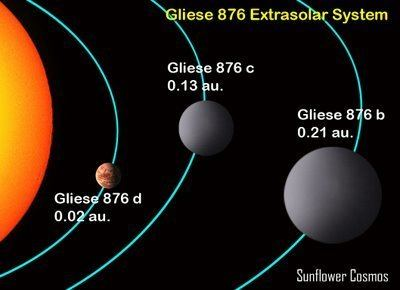 Gliese 876 Extrasolar System
Gliese 876 c
0.13 au.
Gliese 876 b
0.21 au.
Gliese 876 d
0.02 au.
Sunflower Cosmos